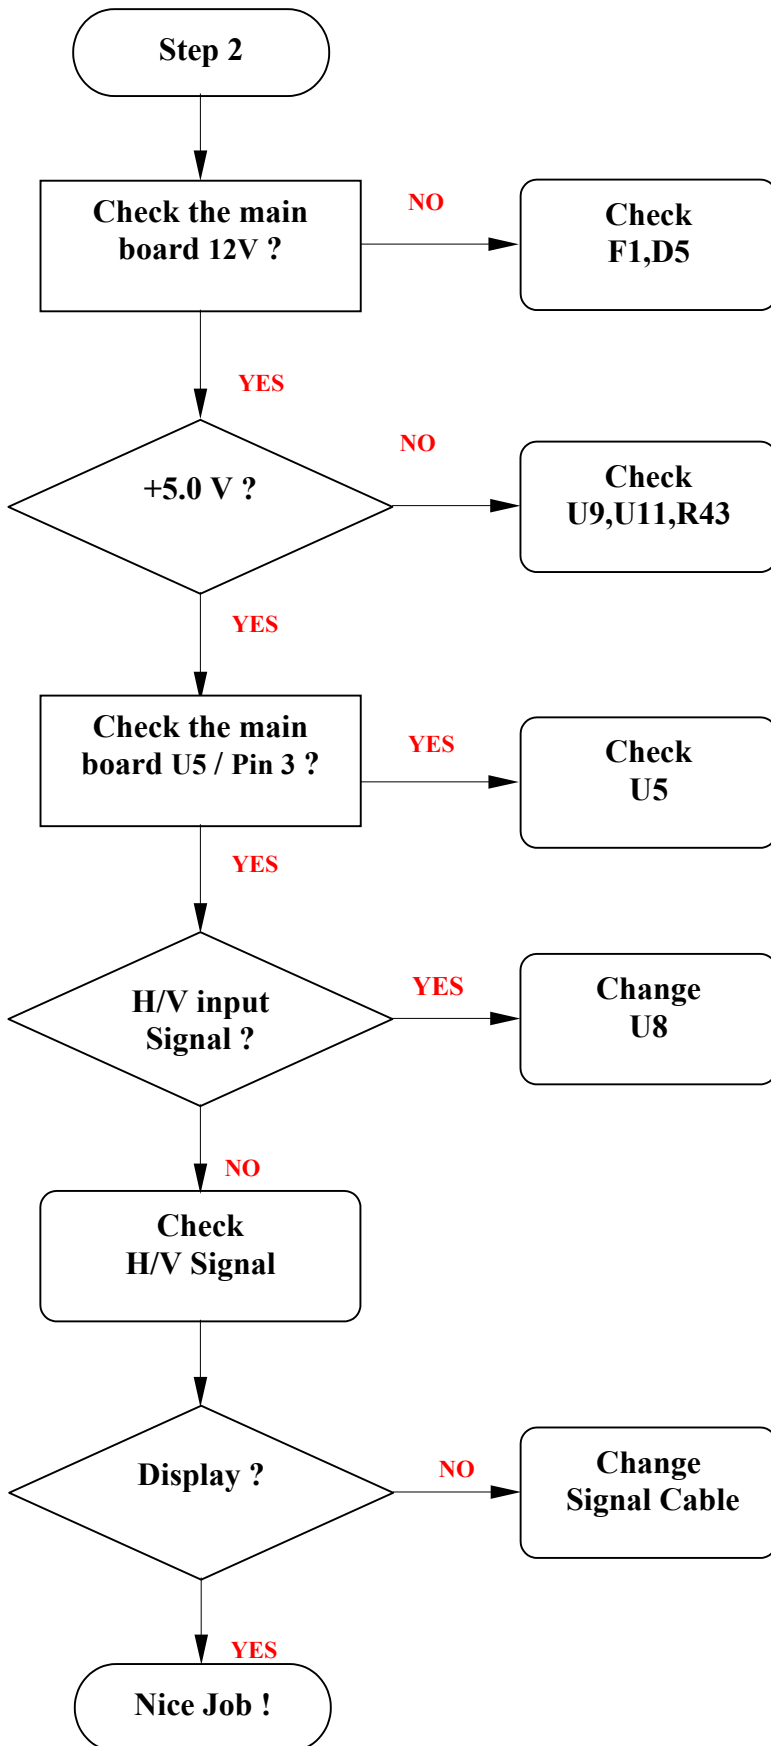 Step 2
Check the main
board 12V ?
NO
Check
F1,D5
YES
+5.0 V ?
NO
Check
U9,U11,R43
YES
Check the main
board U5 / Pin 3 ?
YES
Check
U5
YES
H/V input
Signal ?
YES
Change
U8
NO
Check
H/V Signal
Display ?
NO
Change
Signal Cable
YES
Nice Job !